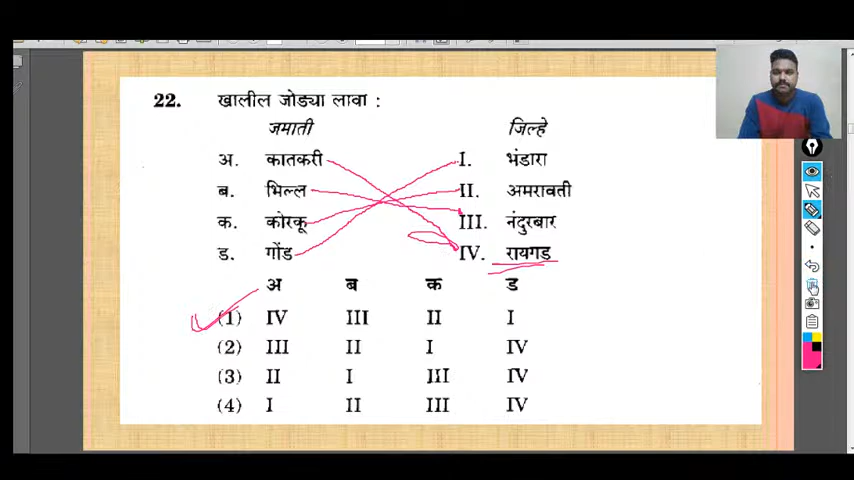 22. खालील जोड्या लावा :
जमाती जिल्हे
अ. कातकरी I. भंडारा
ब. भिल्ल II. अमरावती
क. कोरकू III. नंदुरबार
ड. गोंड IV. रायगड
अ ब क ड
(1) IV III II I
(2) III II I IV
(3) II I III IV
(4) I II III IV